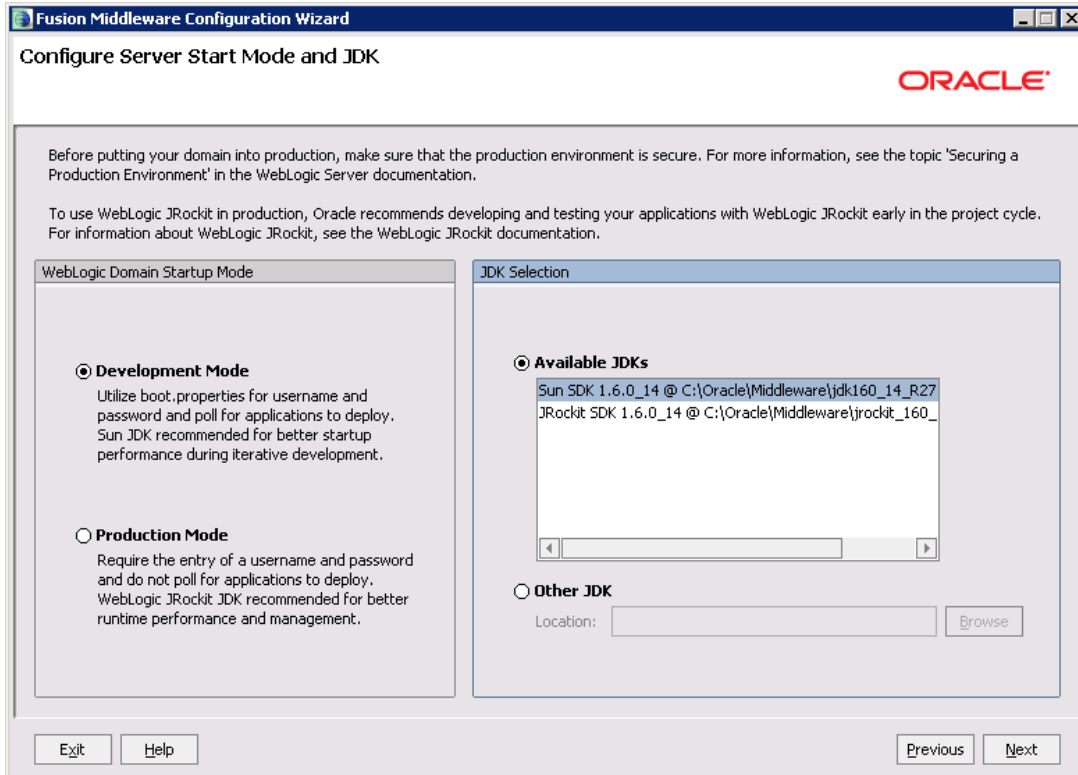 Fusion Middleware Configuration Wizard
Configure Server Start Mode and JDK
ORACLE
Before putting your domain into production, make sure that the production environment is secure. For more information, see the topic 'Securing a
Production Environment' in the WebLogic Server documentation.
To use WebLogic JRockit in production, Oracle recommends developing and testing your applications with WebLogic JRockit early in the project cycle.
For information about WebLogic JRockit, see the WebLogic JRockit documentation.
WebLogic Domain Startup Mode
Development Mode
Utilize boot.properties for username and
password and poll for applications to deploy.
Sun JDK recommended for better startup
performance during iterative development.
Production Mode
Require the entry of a username and password
and do not poll for applications to deploy.
WebLogic JRockit JDK recommended for better
runtime performance and management.
JDK Selection
Available JDKs
Sun SDK 1.6.0_14 @ C:\Oracle\Middleware\jdk160_14_R27
JRockit SDK 1.6.0_14 @ C:\Oracle\Middleware\jrockit_160_
Other JDK
Location:
Browse
Exit
Help
Previous
Next